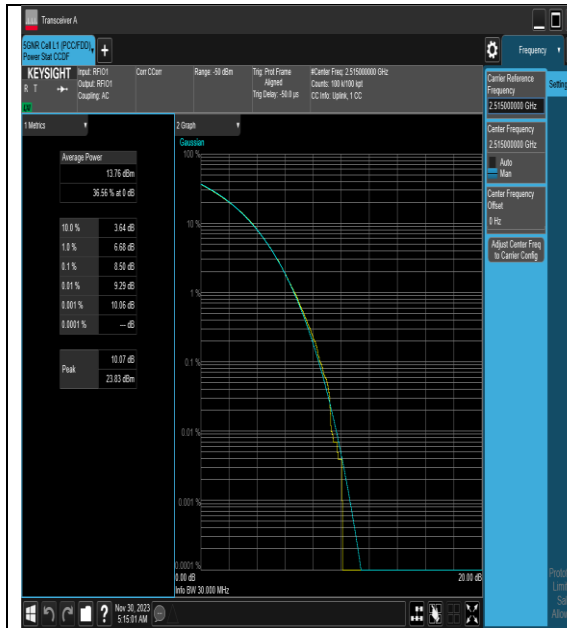 Transceiver A
5GNR Cell L1 (PCC/FDD),
Power Stat CCDF
Frequency
KEYSIGHT
R T
Input: RFIO1
Output: RFIO1
Coupling: AC
Corr CCorr
Range: -50 dBm
Trig: Prot Frame
Aligned
Trig Delay: -50.0 µs
#Center Freq: 2.515000000 GHz
Counts: 100 k/100 kpt
CC Info: Uplink, 1 CC
1 Metrics
Average Power
13.76 dBm
36.56 % at 0 dB
10.0 % 3.64 dB
1.0 % 6.68 dB
0.1 % 8.50 dB
0.01 % 9.29 dB
0.001 % 10.06 dB
0.0001 % --- dB
Peak
10.07 dB
23.83 dBm
2 Graph
Gaussian
100 %
10 %
1 %
0.1 %
0.01 %
0.001 %
0.0001 %
0.00 dB
20.00 dB
Info BW 30.000 MHz
Carrier Reference
Frequency
2.515000000 GHz
Center Frequency
2.515000000 GHz
Auto
Man
Center Frequency
Offset
0 Hz
Adjust Center Freq
to Carrier Config
Setting
Nov 30, 2023
5:15:01 AM